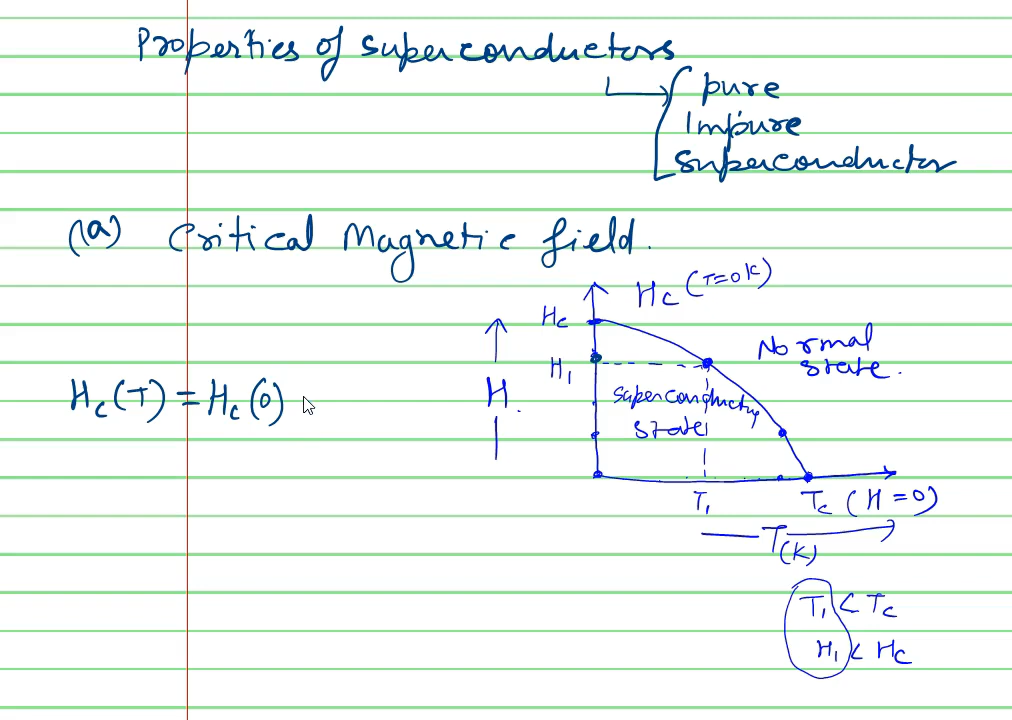 Properties of superconductors
pure
Impure
Superconductor
(a) Critical Magnetic field.
Hc (T=0K)
Hc
Normal
state.
H1
Hc(T) = Hc(0)
H.
superconducting
state
T1
Tc (H=0)
T(K)
T1 < Tc
H1 < Hc